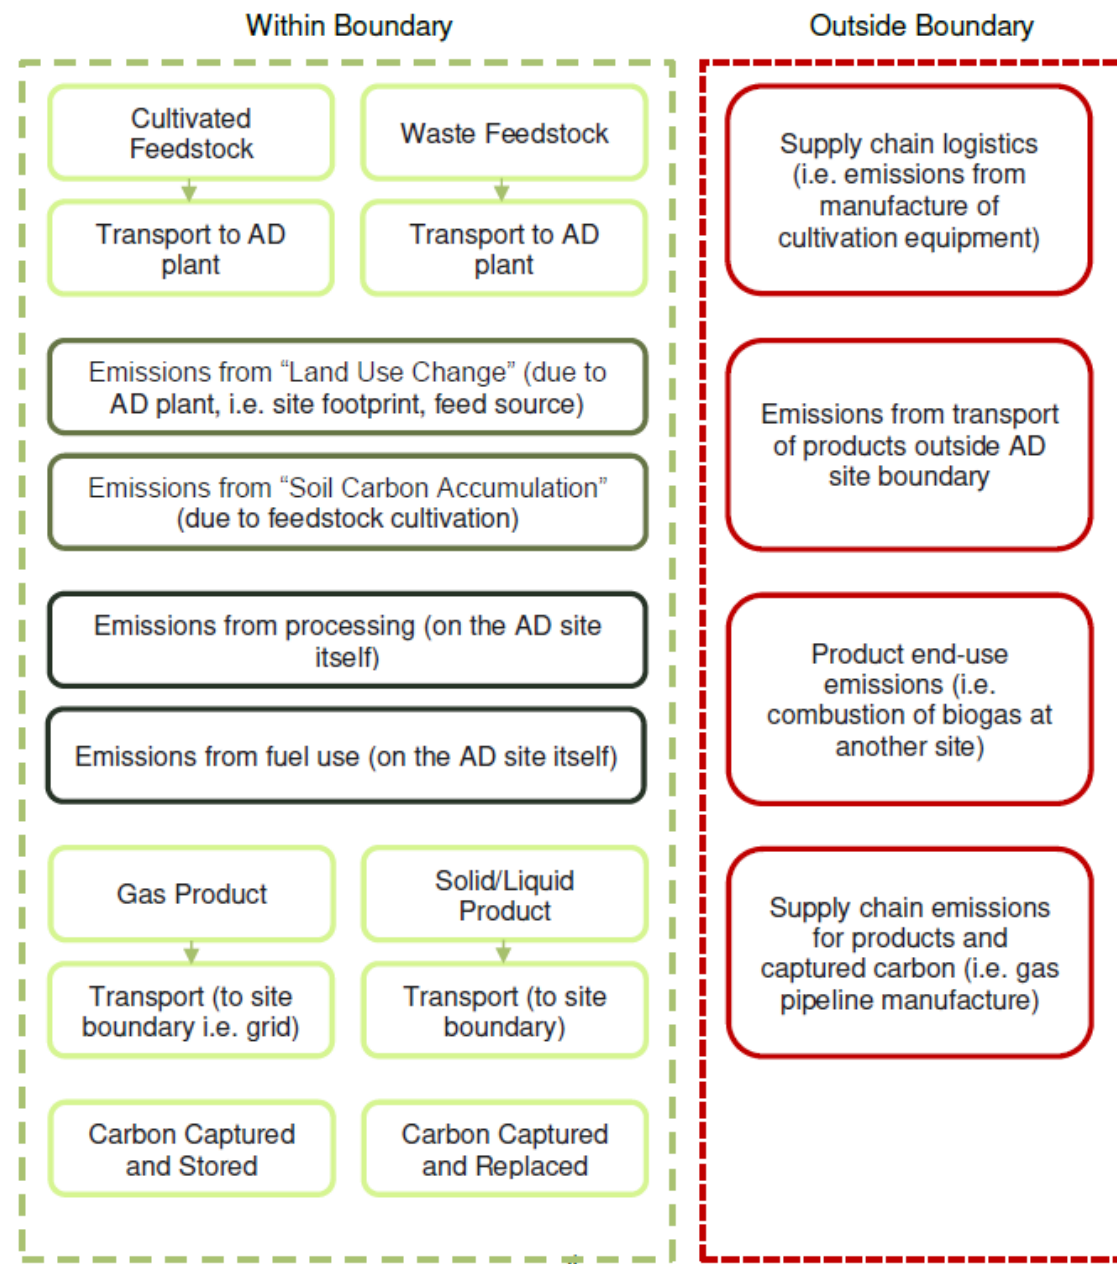 Within Boundary
Outside Boundary
Cultivated
Feedstock
Waste Feedstock
Transport to AD
plant
Transport to AD
plant
Emissions from “Land Use Change” (due to
AD plant, i.e. site footprint, feed source)
Emissions from “Soil Carbon Accumulation”
(due to feedstock cultivation)
Emissions from processing (on the AD site
itself)
Emissions from fuel use (on the AD site itself)
Gas Product
Solid/Liquid
Product
Transport (to site
boundary i.e. grid)
Transport (to site
boundary)
Carbon Captured
and Stored
Carbon Captured
and Replaced
Supply chain logistics
(i.e. emissions from
manufacture of
cultivation equipment)
Emissions from transport
of products outside AD
site boundary
Product end-use
emissions (i.e.
combustion of biogas at
another site)
Supply chain emissions
for products and
captured carbon (i.e. gas
pipeline manufacture)